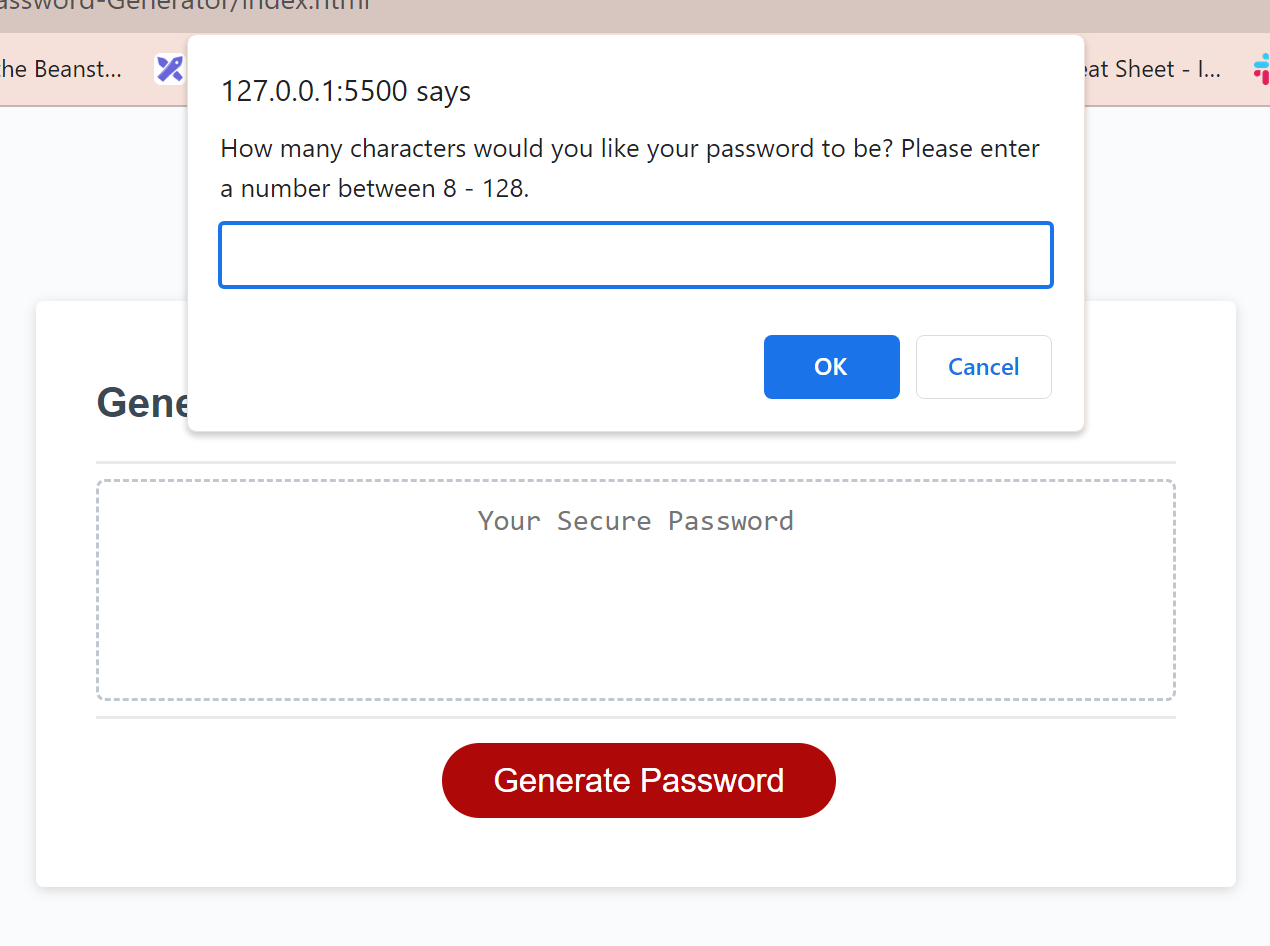 assword-Generator/index.html
the Beanst...
eat Sheet - I...
127.0.0.1:5500 says
How many characters would you like your password to be? Please enter
a number between 8 - 128.
OK
Cancel
Gene
Your Secure Password
Generate Password